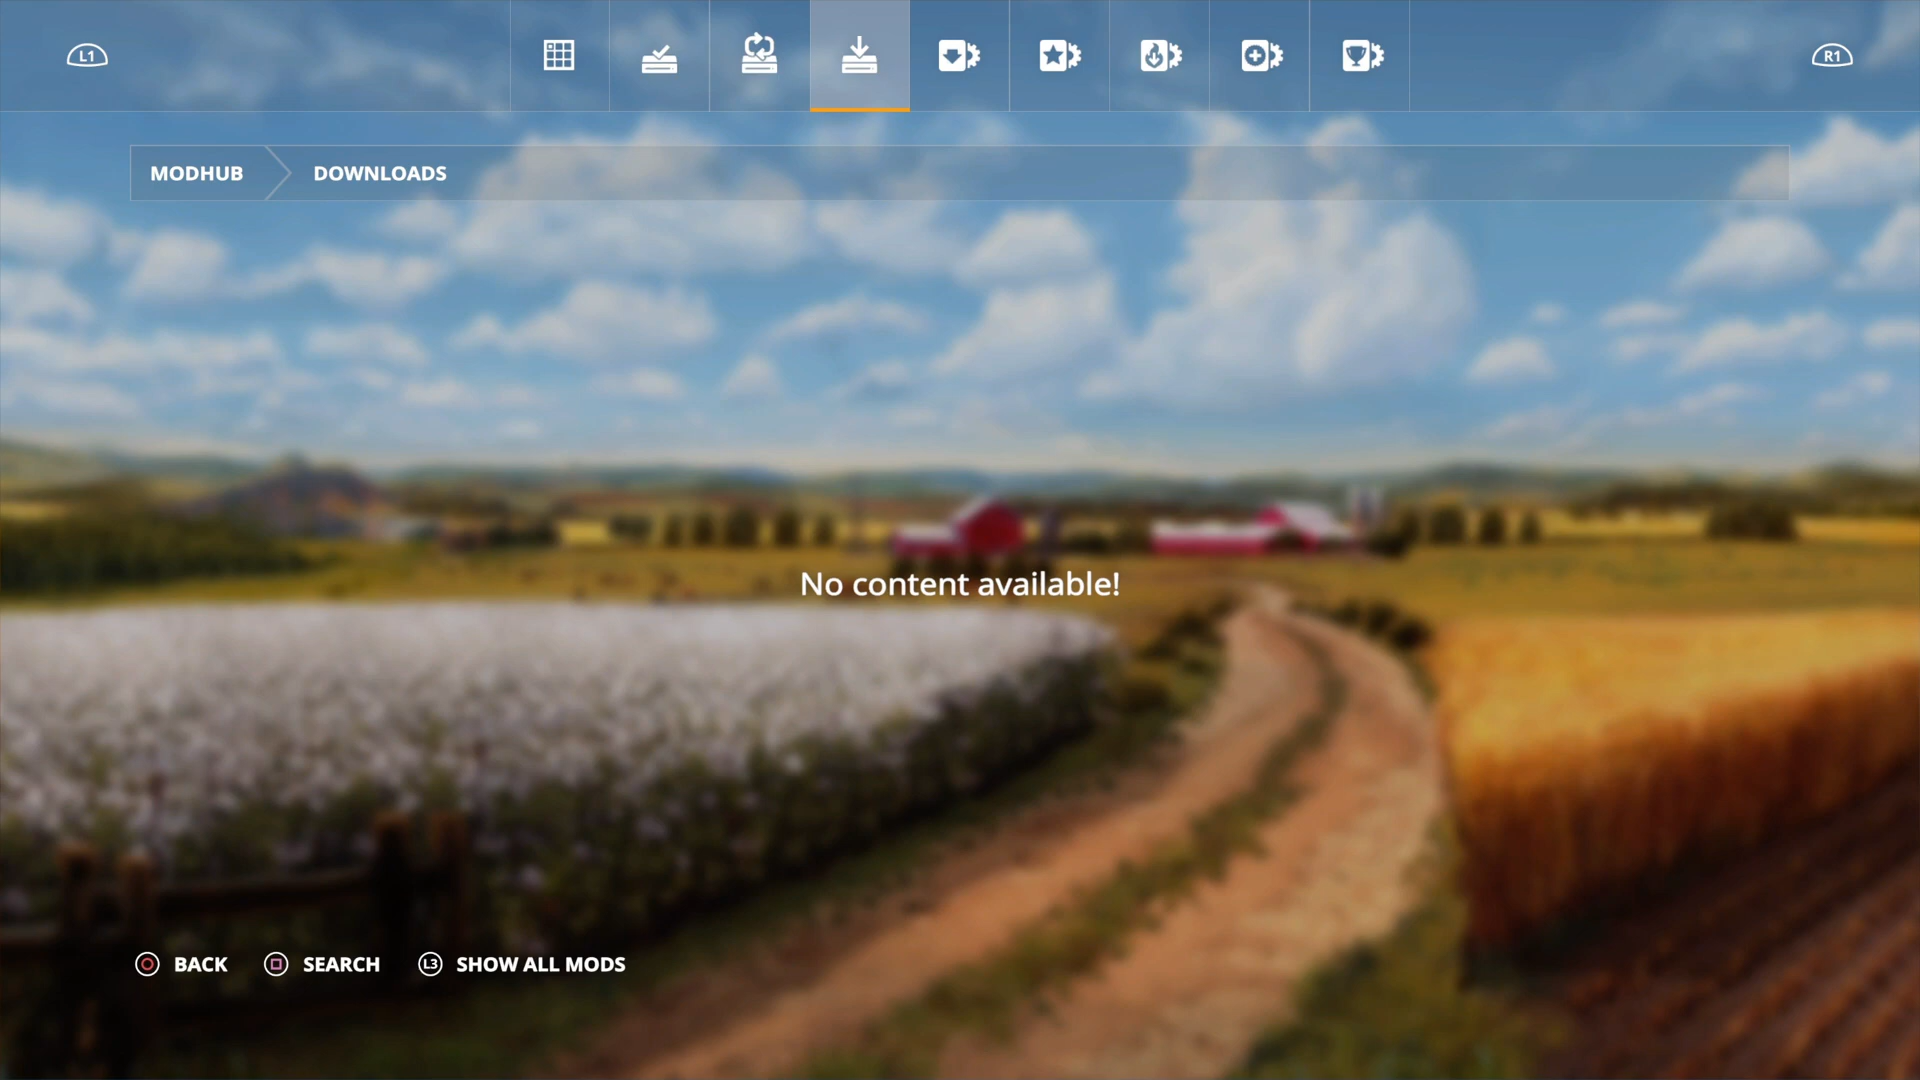 L1
R1
MODHUB
DOWNLOADS
No content available!
BACK
SEARCH
L3
SHOW ALL MODS